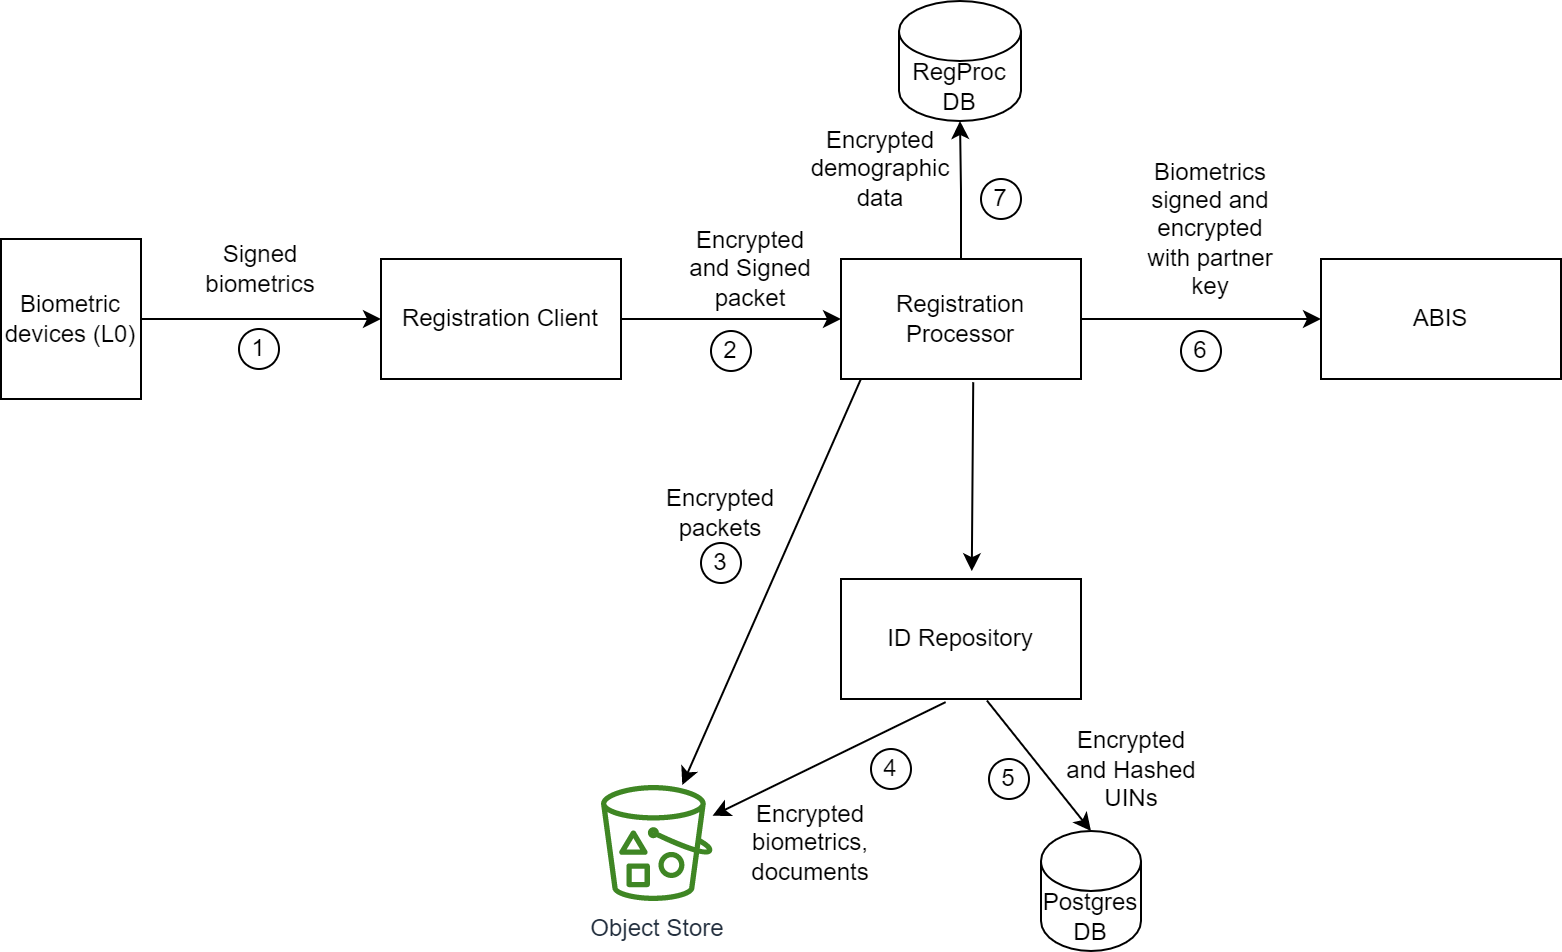 RegProc
DB
Encrypted
demographic
data
7
Biometrics
signed and
encrypted
with partner
key
Signed
biometrics
Encrypted
and Signed
packet
Biometric
devices (L0)
Registration Client
Registration
Processor
ABIS
1
2
6
Encrypted
packets
3
ID Repository
4
5
Encrypted
and Hashed
UINs
Encrypted
biometrics,
documents
Object Store
Postgres
DB